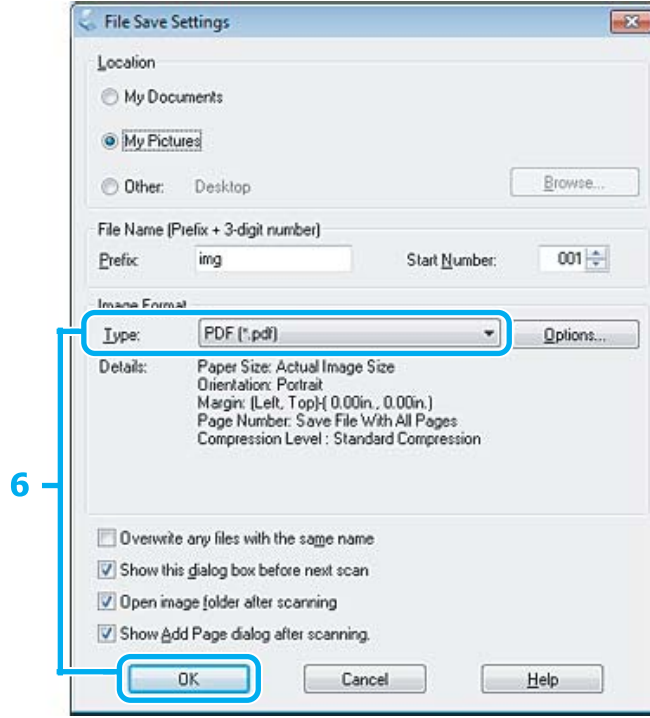 File Save Settings
Location
My Documents
My Pictures
Other: Desktop Browse...
File Name (Prefix + 3-digit number)
Prefix img Start Number: 001
Image Format
Type: PDF (*.pdf) Options...
Details: Paper Size: Actual Image Size
Orientation: Portrait
Margin: (Left, Top)-( 0.00in., 0.00in.)
Page Number: Save File With All Pages
Compression Level : Standard Compression
6
Overwrite any files with the same name
Show this dialog box before next scan
Open image folder after scanning
Show Add Page dialog after scanning.
OK Cancel Help